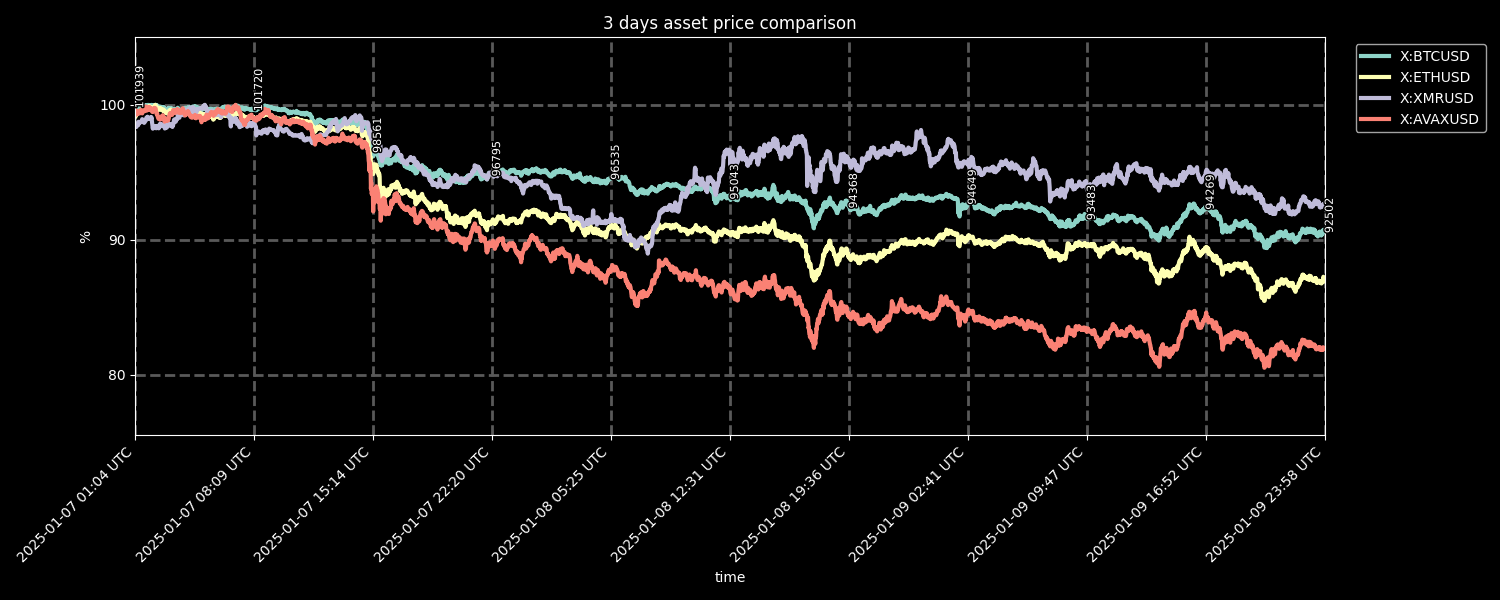 3 days asset price comparison
X:BTCUSD
X:ETHUSD
X:XMRUSD
X:AVAXUSD
%
100
90
80
101939
101720
98561
96795
96535
95043
94368
94649
93483
94269
92502
2025-01-07 01:04 UTC
2025-01-07 08:09 UTC
2025-01-07 15:14 UTC
2025-01-07 22:20 UTC
2025-01-08 05:25 UTC
2025-01-08 12:31 UTC
2025-01-08 19:36 UTC
2025-01-09 02:41 UTC
2025-01-09 09:47 UTC
2025-01-09 16:52 UTC
2025-01-09 23:58 UTC
time